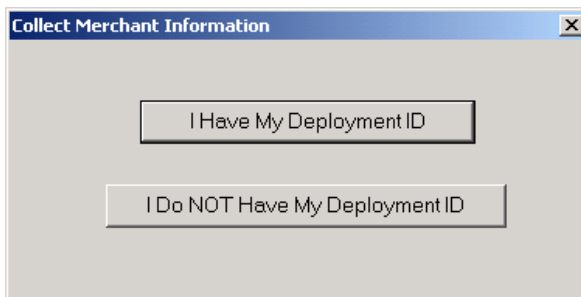 Collect Merchant Information
I Have My Deployment ID
I Do NOT Have My Deployment ID